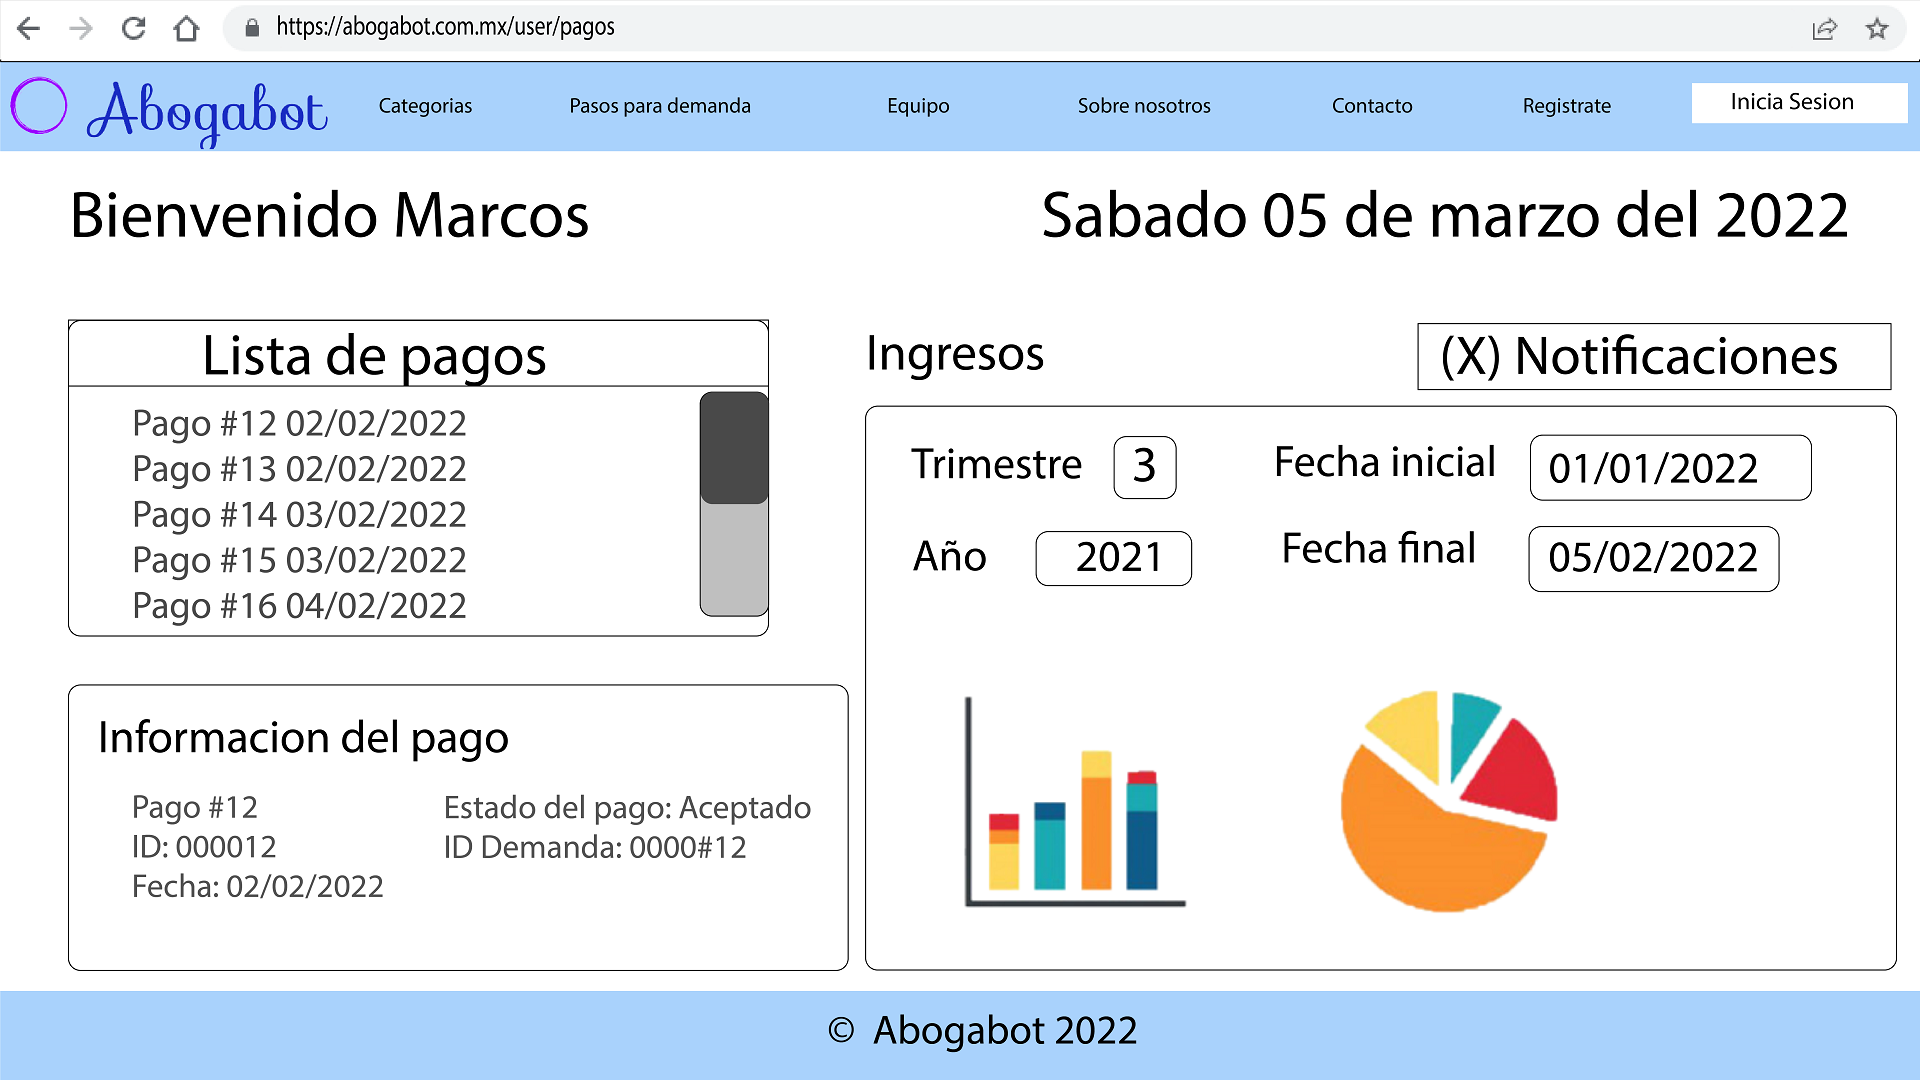 https://abogabot.com.mx/user/pagos
Abogabot
Categorias
Pasos para demanda
Equipo
Sobre nosotros
Contacto
Registrate
Inicia Sesion
Bienvenido Marcos
Sabado 05 de marzo del 2022
Lista de pagos
Pago #12 02/02/2022
Pago #13 02/02/2022
Pago #14 03/02/2022
Pago #15 03/02/2022
Pago #16 04/02/2022
Informacion del pago
Pago #12
ID: 000012
Fecha: 02/02/2022
Estado del pago: Aceptado
ID Demanda: 0000#12
Ingresos
(X) Notificaciones
Trimestre 3
Fecha inicial 01/01/2022
Año 2021
Fecha final 05/02/2022
© Abogabot 2022